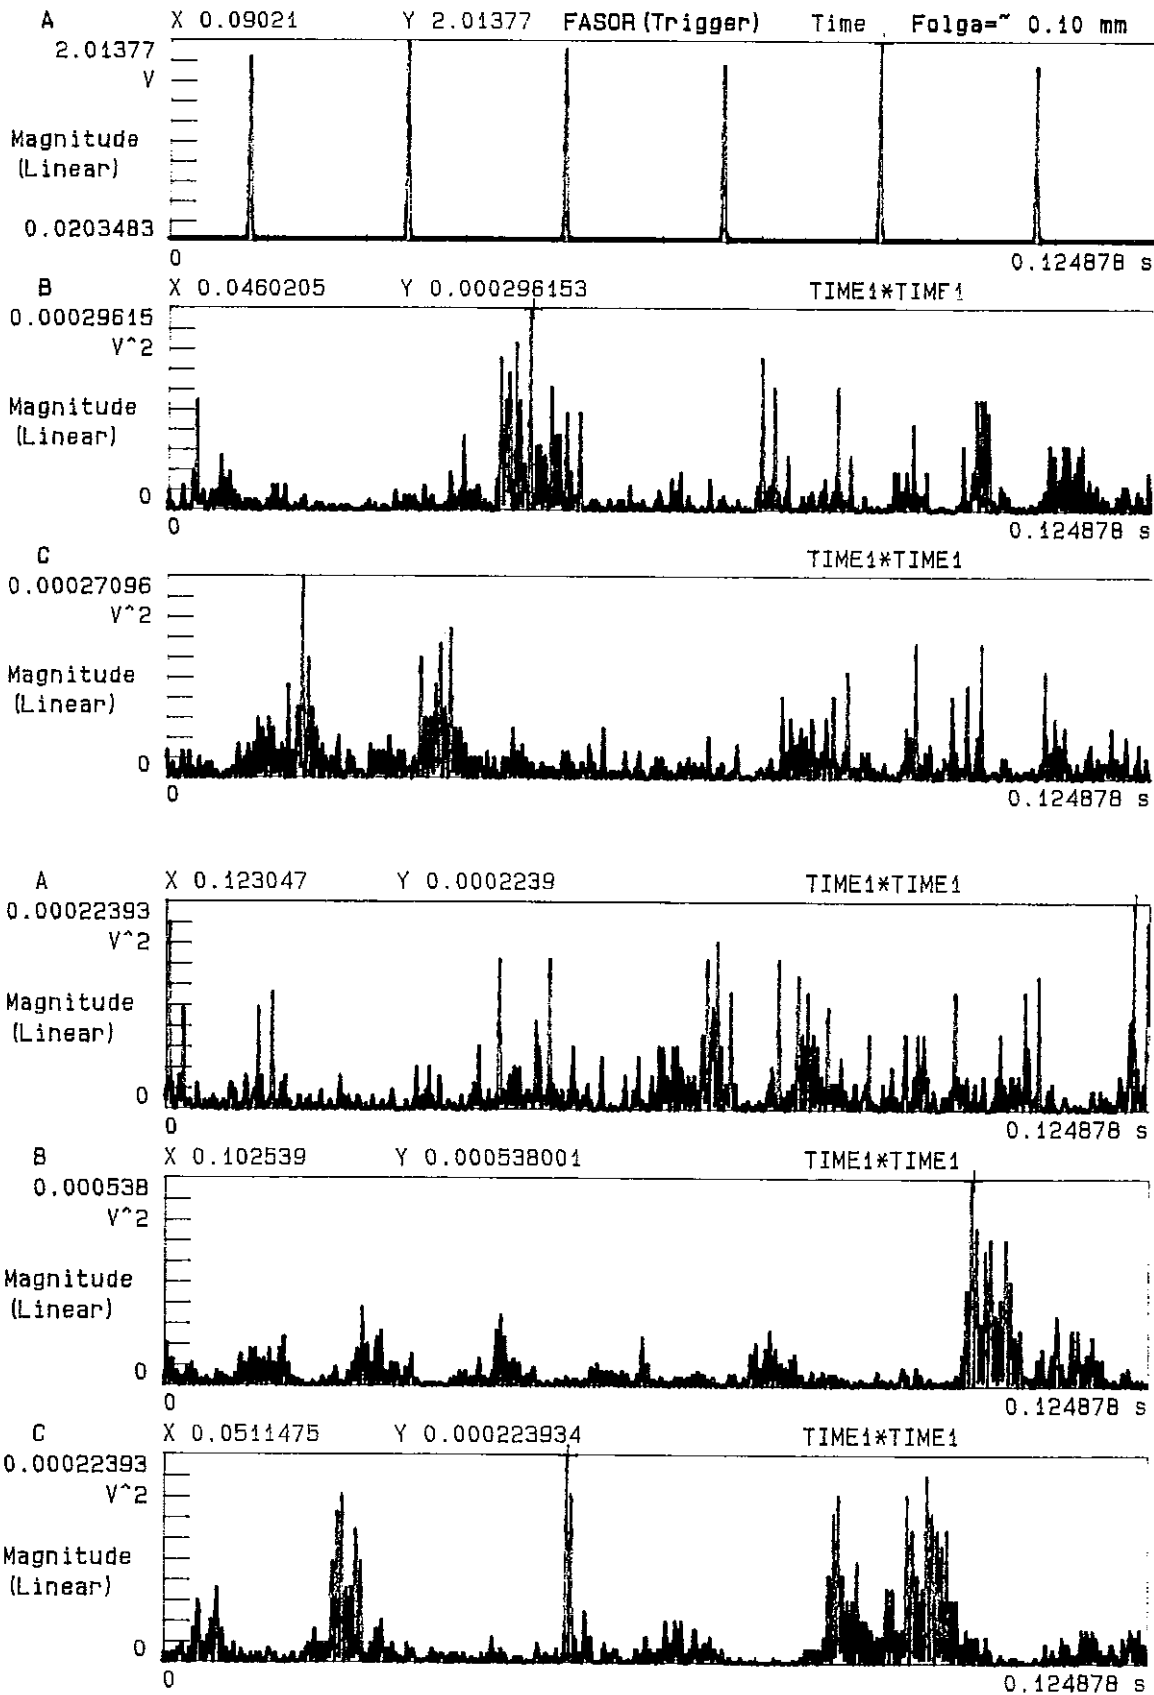 A X 0.09021 Y 2.01377 FASOR(Trigger) Time Folga=~ 0.10 mm
2.01377
V
Magnitude
(Linear)
0.0203483
0 0.124878 s
B X 0.0460205 Y 0.000296153 TIME1*TIME1
0.00029615
V^2
Magnitude
(Linear)
0
0 0.124878 s
C TIME1*TIME1
0.00027096
V^2
Magnitude
(Linear)
0
0 0.124878 s
A X 0.123047 Y 0.0002239 TIME1*TIME1
0.00022393
V^2
Magnitude
(Linear)
0
0 0.124878 s
B X 0.102539 Y 0.000538001 TIME1*TIME1
0.000538
V^2
Magnitude
(Linear)
0
0 0.124878 s
C X 0.0511475 Y 0.000223934 TIME1*TIME1
0.00022393
V^2
Magnitude
(Linear)
0
0 0.124878 s